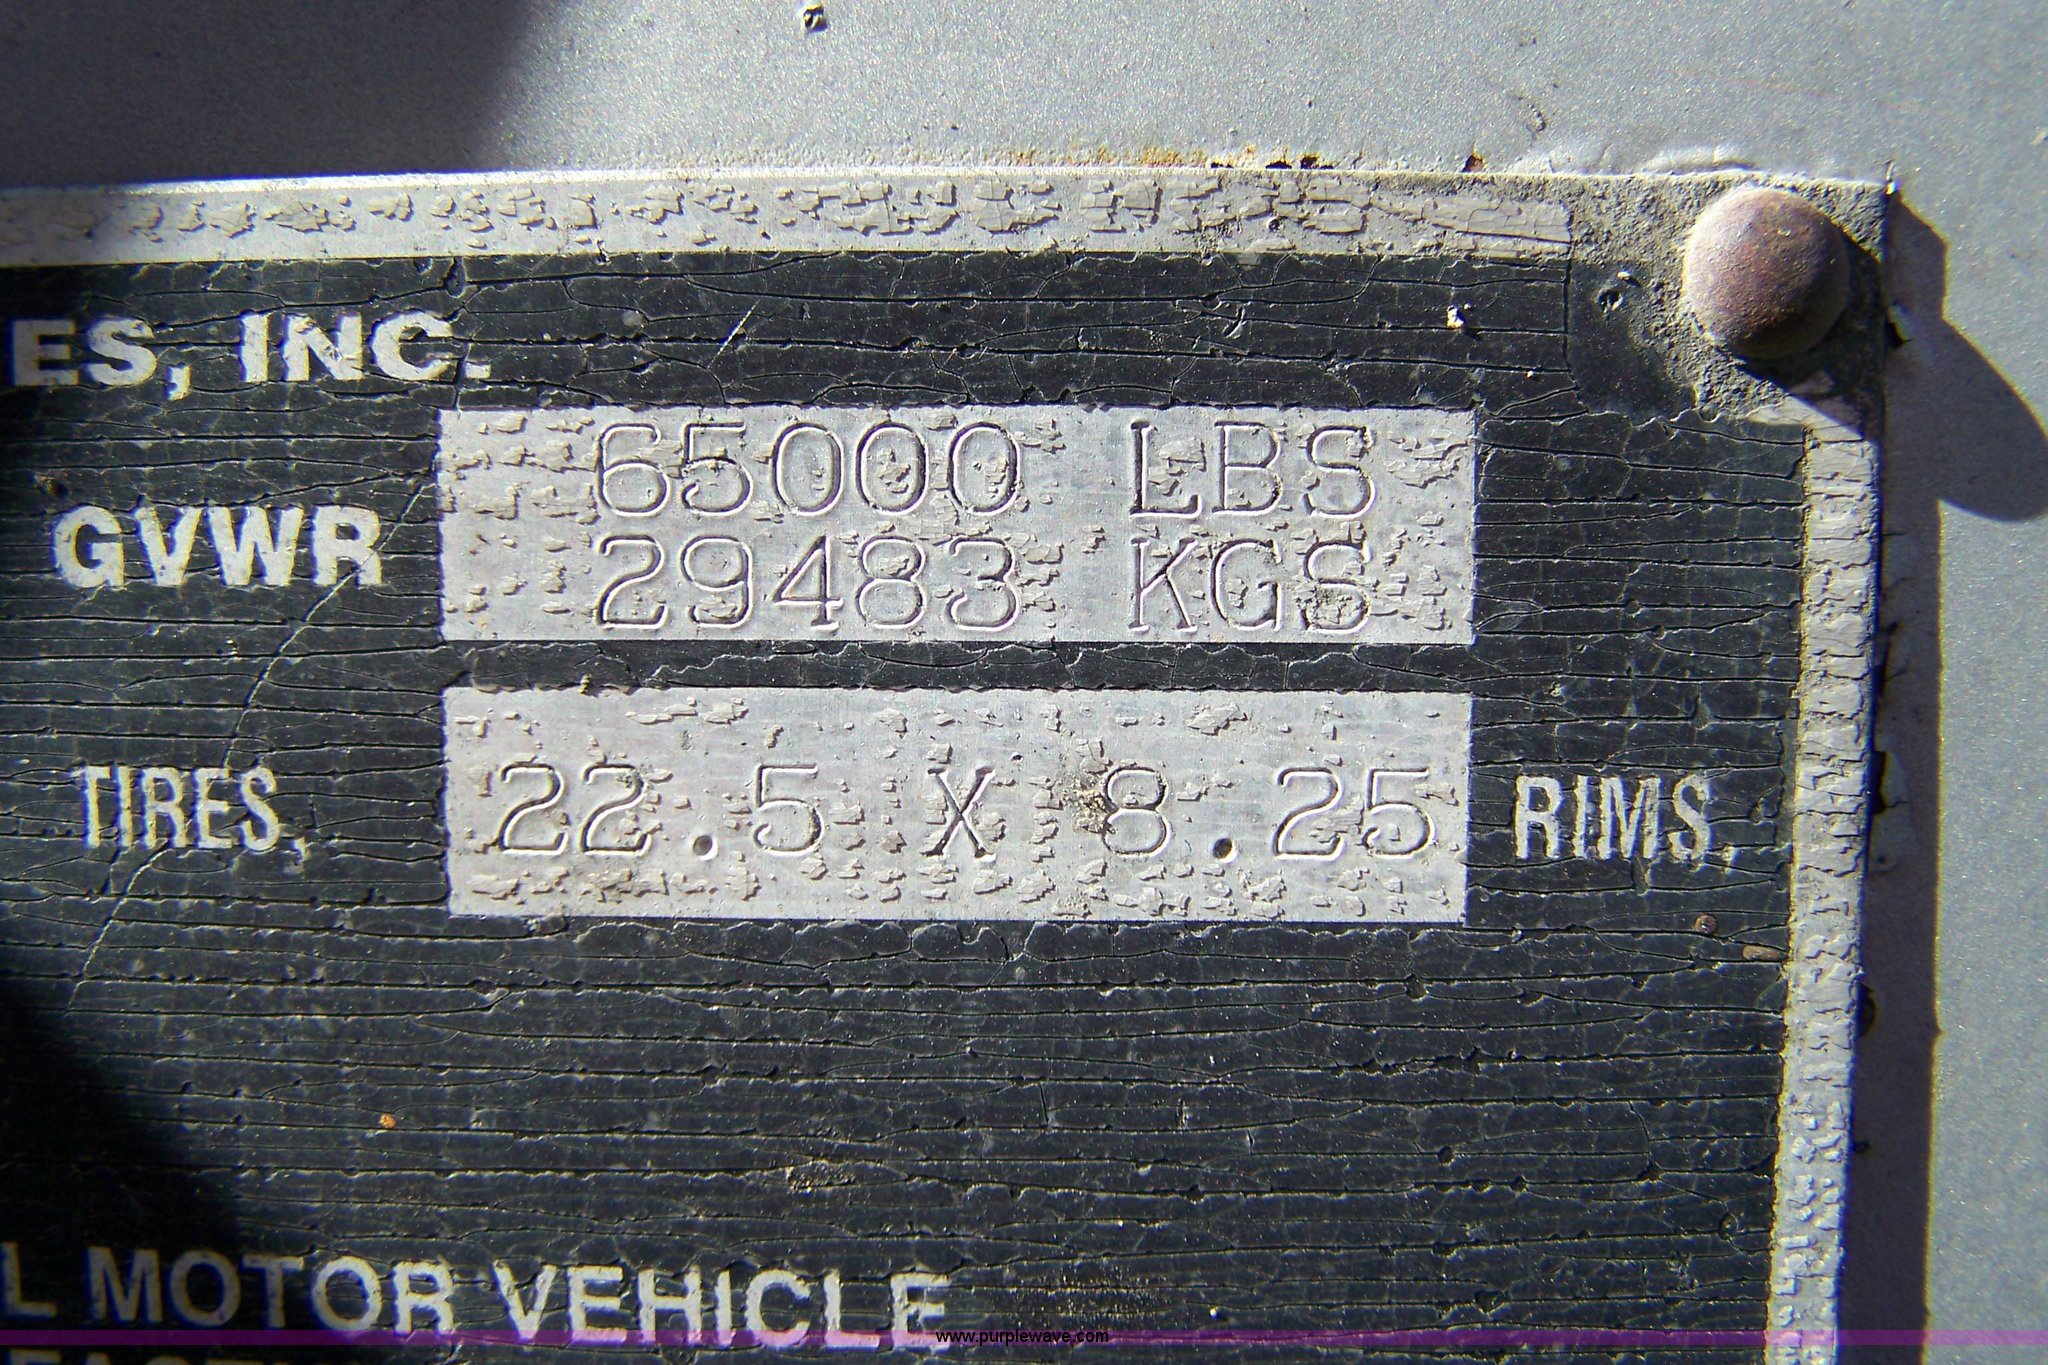 ES, INC.
65000 LBS
GVWR
29483 KGS
TIRES, 22.5 X 8.25 RIMS,
L MOTOR VEHICLE
www.purplewave.com